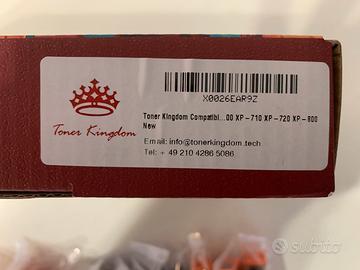 X0026EAR9Z
Toner Kingdom Compatibl...00 XP-710 XP-720 XP-800
New
Toner Kingdom
Email: info@tonerkingdom.tech
Tel: + 49 210 4286 5086
subito